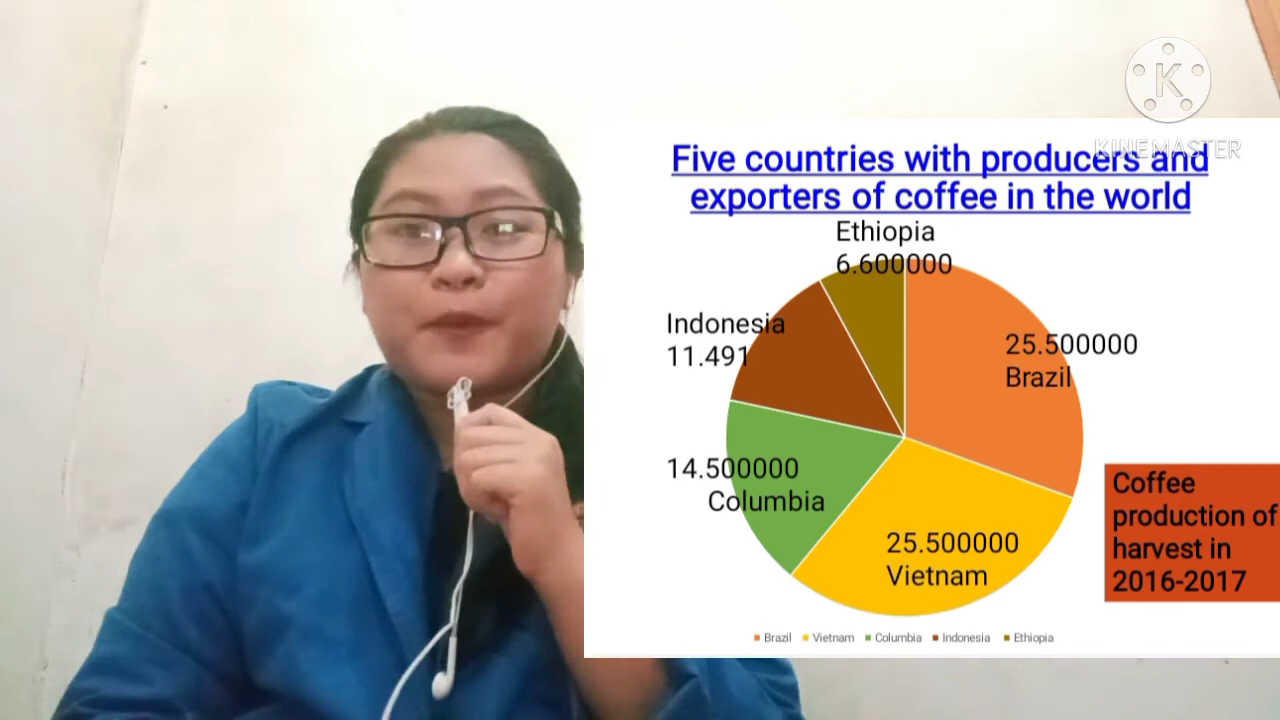 K
KINEMASTER
Five countries with producers and
exporters of coffee in the world
Ethiopia
6.600000
Indonesia
11.491
25.500000
Brazil
14.500000
Columbia
25.500000
Vietnam
Coffee
production of
harvest in
2016-2017
Brazil Vietnam Columbia Indonesia Ethiopia